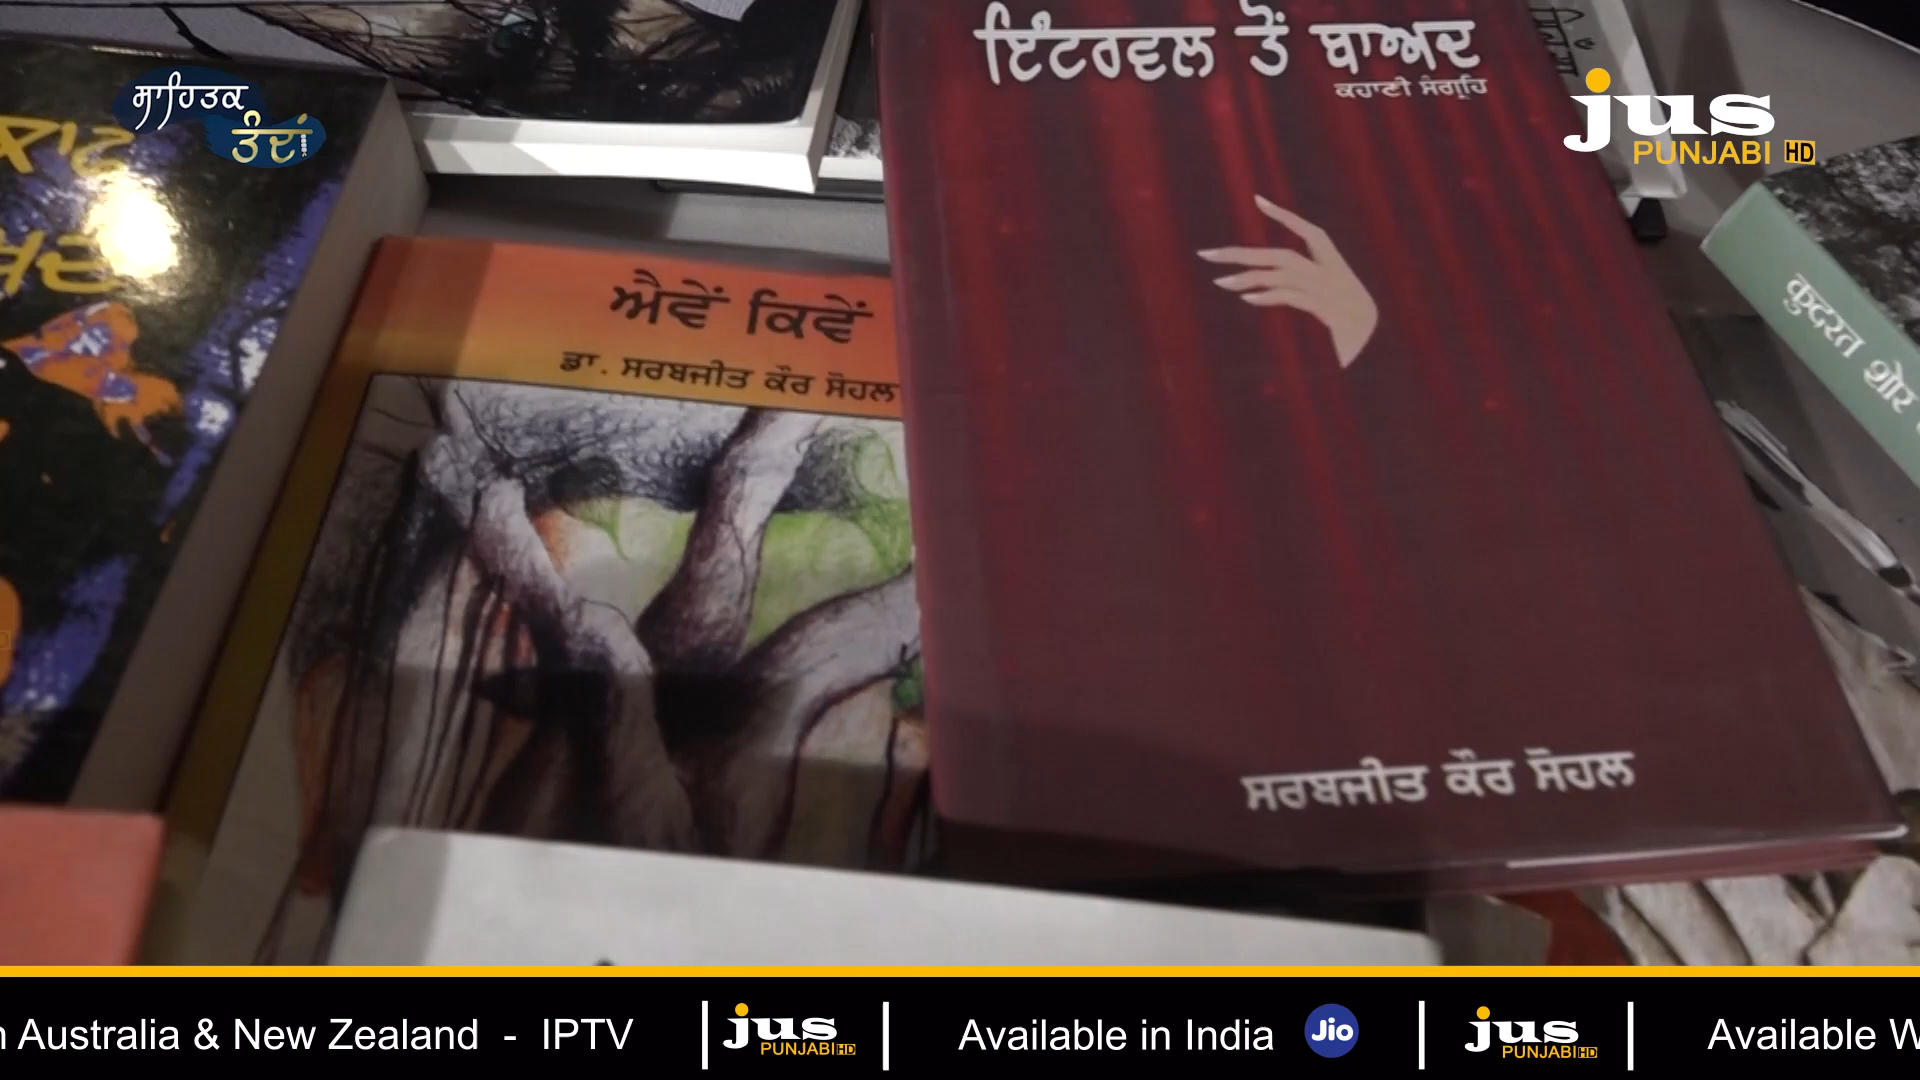 ਸਾਹਿਤਕ
ਤੰਦਾਂ
ਇੰਟਰਵਲ ਤੋਂ ਬਾਅਦ
ਕਹਾਣੀ ਸੰਗ੍ਰਹਿ
jus
PUNJABI HD
ਐਵੇਂ ਕਿਵੇਂ
ਡਾ. ਸਰਬਜੀਤ ਕੌਰ ਸੋਹਲ
कुदरत शोर
ਸਰਬਜੀਤ ਕੌਰ ਸੋਹਲ
Australia & New Zealand - IPTV | jus PUNJABI HD | Available in India Jio | jus PUNJABI HD | Available